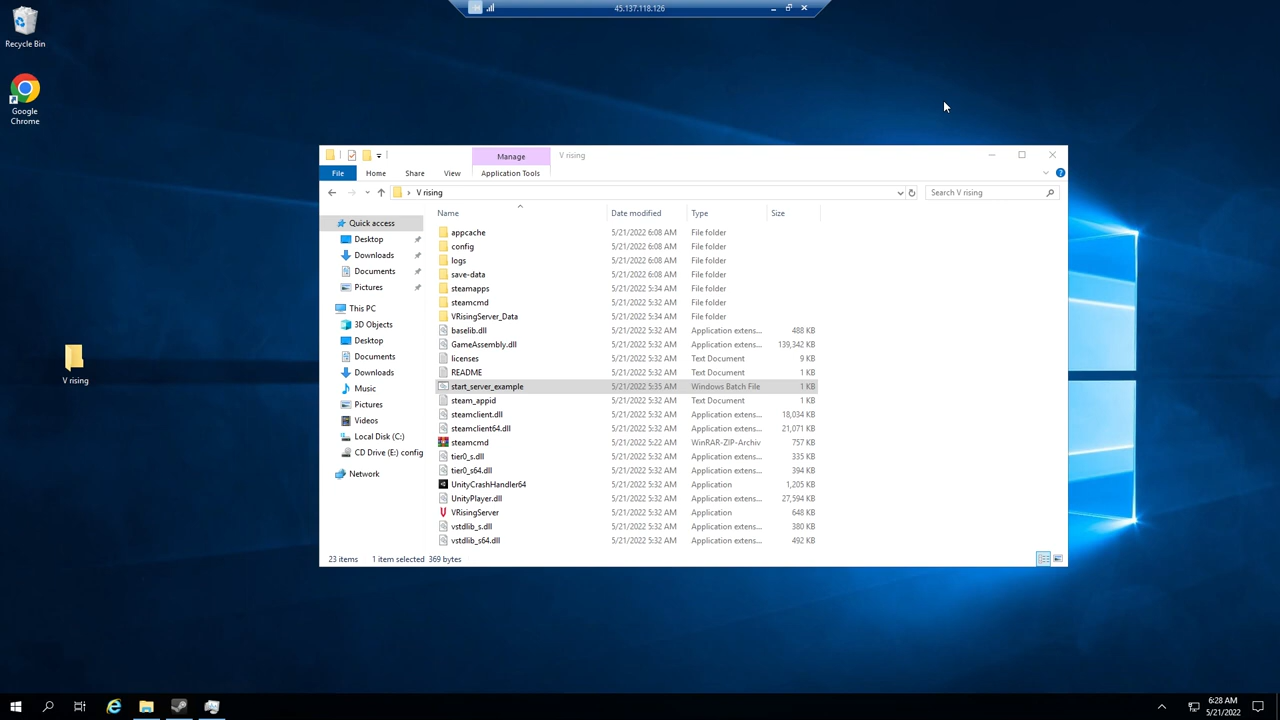 45.137.118.126
Recycle Bin
Google
Chrome
V rising
Manage
V rising
File
Home
Share
View
Application Tools
V rising
Search V rising
Name
Date modified
Type
Size
Quick access
Desktop
Downloads
Documents
Pictures
This PC
3D Objects
Desktop
Documents
Downloads
Music
Pictures
Videos
Local Disk (C:)
CD Drive (E:) config
Network
appcache 5/21/2022 6:08 AM File folder
config 5/21/2022 6:08 AM File folder
logs 5/21/2022 6:08 AM File folder
save-data 5/21/2022 6:08 AM File folder
steamapps 5/21/2022 5:34 AM File folder
steamcmd 5/21/2022 5:32 AM File folder
VRisingServer_Data 5/21/2022 5:34 AM File folder
baselib.dll 5/21/2022 5:32 AM Application extens... 488 KB
GameAssembly.dll 5/21/2022 5:32 AM Application extens... 139,342 KB
licenses 5/21/2022 5:32 AM Text Document 9 KB
README 5/21/2022 5:32 AM Text Document 1 KB
start_server_example 5/21/2022 5:35 AM Windows Batch File 1 KB
steam_appid 5/21/2022 5:32 AM Text Document 1 KB
steamclient.dll 5/21/2022 5:32 AM Application extens... 18,034 KB
steamclient64.dll 5/21/2022 5:32 AM Application extens... 21,071 KB
steamcmd 5/21/2022 5:22 AM WinRAR-ZIP-Archiv 757 KB
tier0_s.dll 5/21/2022 5:32 AM Application extens... 335 KB
tier0_s64.dll 5/21/2022 5:32 AM Application extens... 394 KB
UnityCrashHandler64 5/21/2022 5:32 AM Application 1,205 KB
UnityPlayer.dll 5/21/2022 5:32 AM Application extens... 27,594 KB
VRisingServer 5/21/2022 5:32 AM Application 648 KB
vstdlib_s.dll 5/21/2022 5:32 AM Application extens... 380 KB
vstdlib_s64.dll 5/21/2022 5:32 AM Application extens... 492 KB
23 items 1 item selected 369 bytes
6:28 AM
5/21/2022